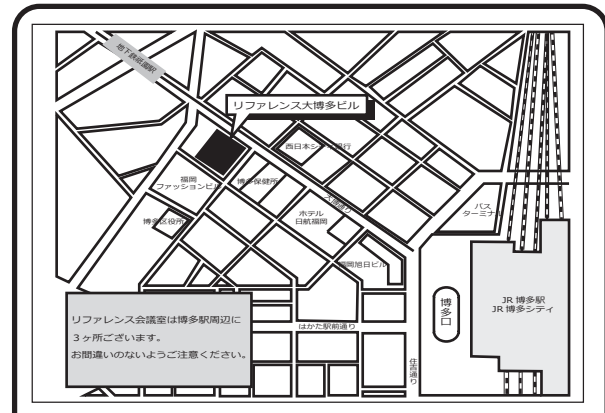 地下鉄祇園駅
リファレンス大博多ビル
西日本シティ銀行
福岡
ファッションビル
博多保健所
大博通り
博多区役所
ホテル
日航福岡
バス
ターミナル
福岡旭日ビル
リファレンス会議室は博多駅周辺に
３ヶ所ございます。
お間違いのないようご注意ください。
はかた駅前通り
住吉通り
博多口
JR 博多駅
JR 博多シティ